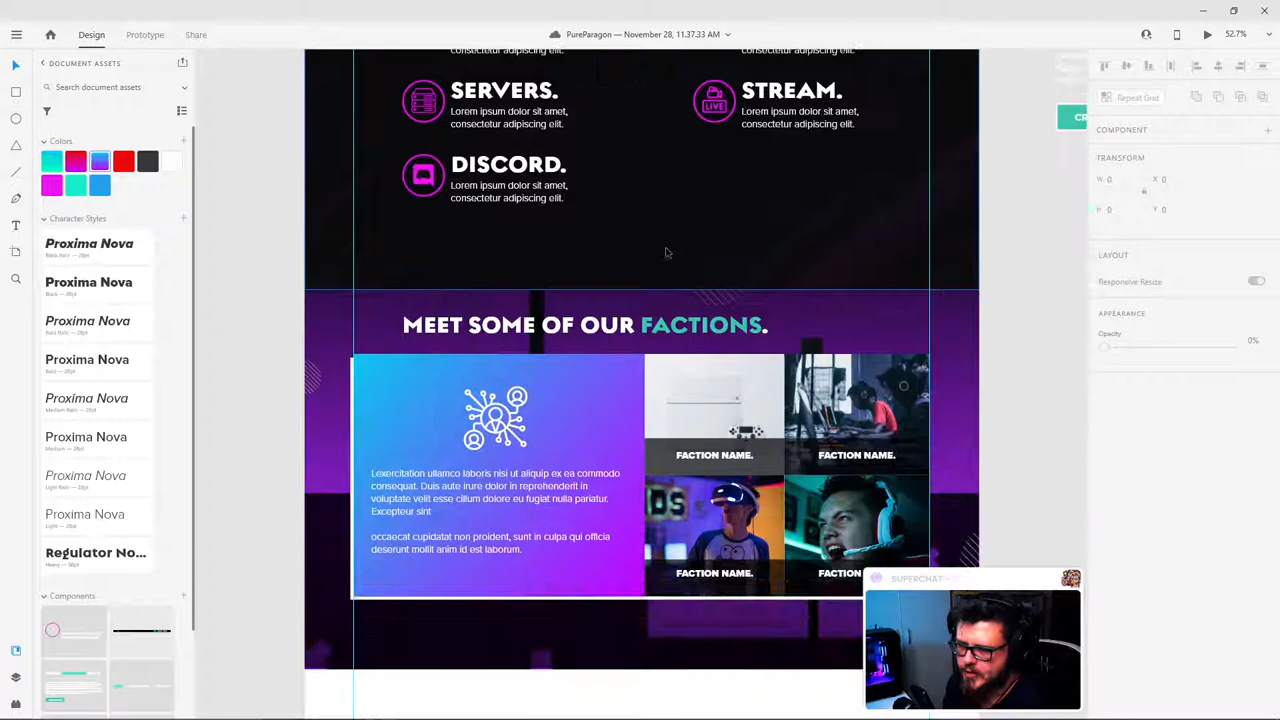 Design
Prototype
Share
PureParagon — November 28, 11.37.33 AM
52.7%
DOCUMENT ASSETS
Search document assets
Colors
Character Styles
Proxima Nova
Black Italic — 28pt
Proxima Nova
Black — 28pt
Proxima Nova
Bold Italic — 28pt
Proxima Nova
Bold — 28pt
Proxima Nova
Medium Italic — 28pt
Proxima Nova
Medium — 28pt
Proxima Nova
Light Italic — 28pt
Proxima Nova
Light — 28pt
Regulator No...
Components
consectetur adipiscing elit.
consectetur adipiscing elit.
SERVERS.
Lorem ipsum dolor sit amet,
consectetur adipiscing elit.
LIVE
STREAM.
Lorem ipsum dolor sit amet,
consectetur adipiscing elit.
DISCORD.
Lorem ipsum dolor sit amet,
consectetur adipiscing elit.
MEET SOME OF OUR FACTIONS.
Lexercitation ullamco laboris nisi ut aliquip ex ea commodo
consequat. Duis aute irure dolor in reprehenderit in
voluptate velit esse cillum dolore eu fugiat nulla pariatur.
Excepteur sint
occaecat cupidatat non proident, sunt in culpa qui officia
deserunt mollit anim id est laborum.
FACTION NAME.
FACTION NAME.
FACTION NAME.
FACTION
SUPERCHAT
CR
Repeat Grid
COMPONENT
TRANSFORM
W 0
X 0
H 0
Y 0
LAYOUT
Responsive Resize
APPEARANCE
Opacity
0%